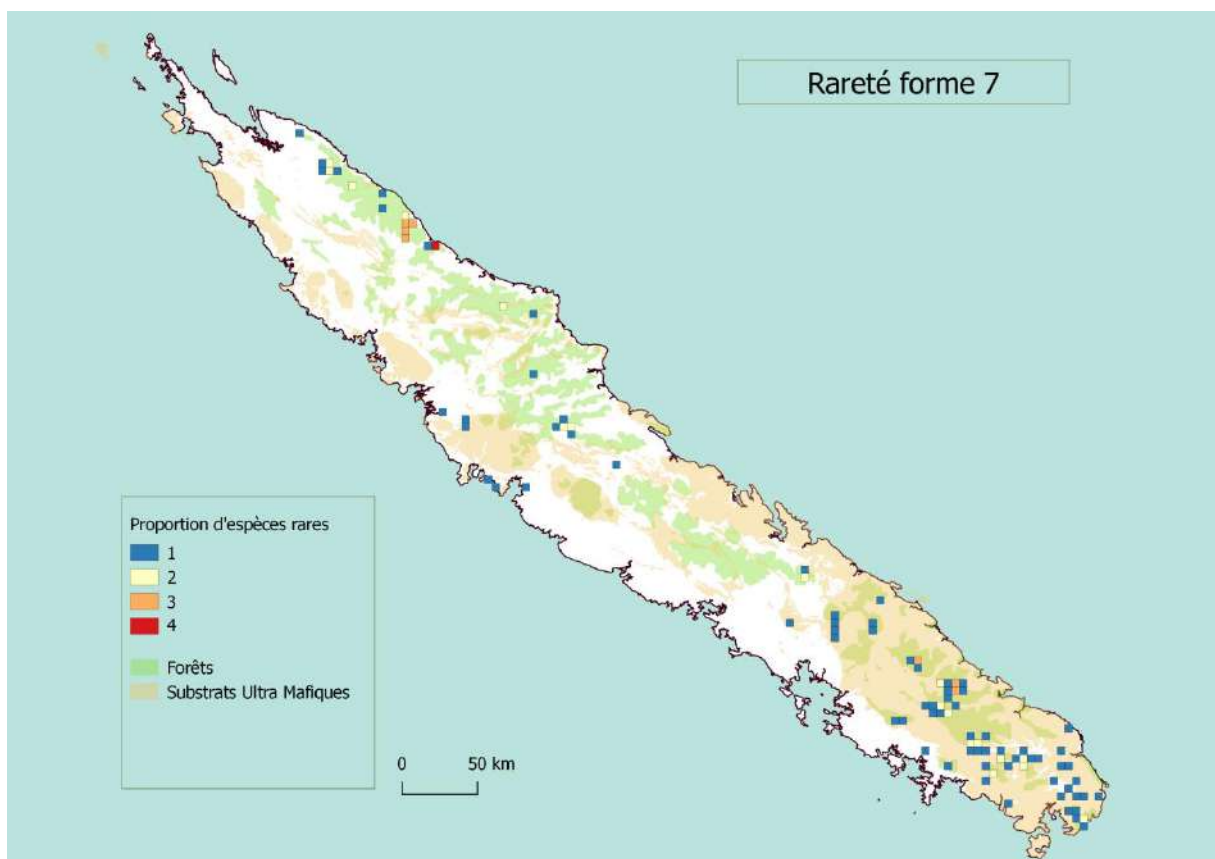 Rareté forme 7
Proportion d'espèces rares
1
2
3
4
Forêts
Substrats Ultra Mafiques
0 50 km